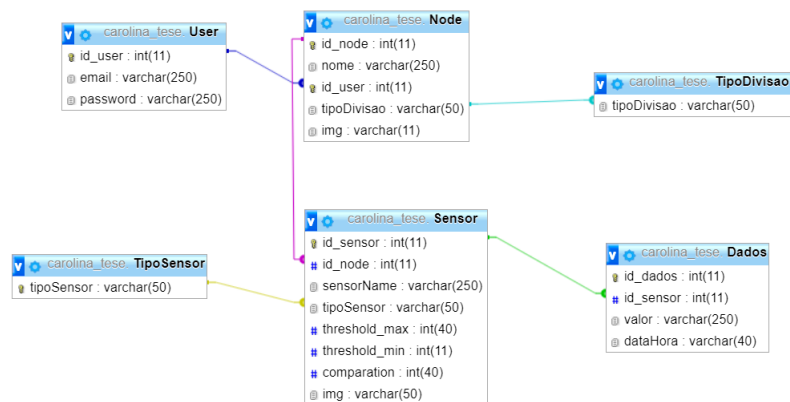 carolina_tese User
id_user : int(11)
email : varchar(250)
password : varchar(250)
carolina_tese Node
id_node : int(11)
nome : varchar(250)
id_user : int(11)
tipoDivisao : varchar(50)
img : varchar(11)
carolina_tese TipoDivisao
tipoDivisao : varchar(50)
carolina_tese TipoSensor
tipoSensor : varchar(50)
carolina_tese Sensor
id_sensor : int(11)
id_node : int(11)
sensorName : varchar(250)
tipoSensor : varchar(50)
threshold_max : int(40)
threshold_min : int(11)
comparation : int(40)
img : varchar(50)
carolina_tese Dados
id_dados : int(11)
id_sensor : int(11)
valor : varchar(250)
dataHora : varchar(40)